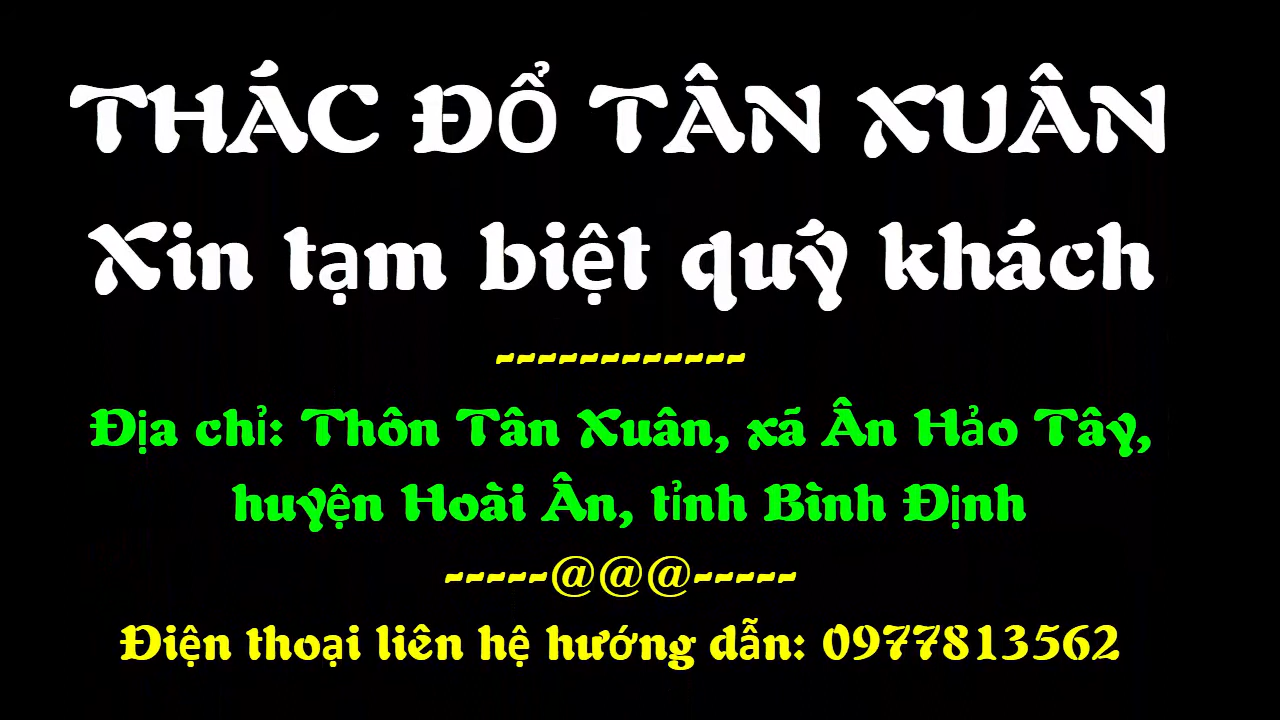 THÁC ĐỔ TÂN XUÂN
Xin tạm biệt quý khách
------------
Địa chỉ: Thôn Tân Xuân, xã Ân Hảo Tây,
huyện Hoài Ân, tỉnh Bình Định
-----@@@-----
Điện thoại liên hệ hướng dẫn: 0977813562